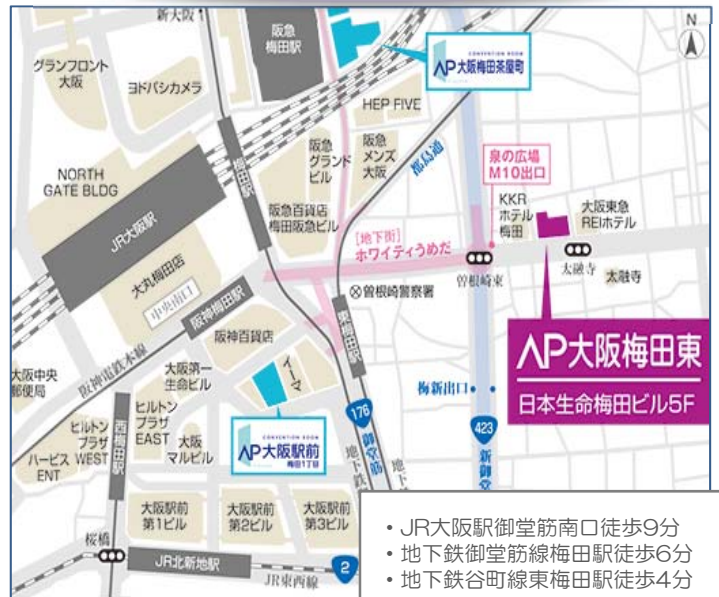 新大阪↑
グランフロント
大阪
ヨドバシカメラ
阪急
梅田駅
CONVENTION ROOM
AP大阪梅田茶屋町
N
NORTH
GATE BLDG
JR大阪駅
梅田駅
HEP FIVE
阪急
グランド
ビル
阪急
メンズ
大阪
都島通
阪急百貨店
梅田阪急ビル
[地下街]
ホワイティうめだ
泉の広場
M10出口
KKR
ホテル
梅田
大阪東急
REIホテル
曽根崎東
太融寺
太融寺
大丸梅田店
中央南口
阪神梅田駅
曽根崎警察署
東梅田駅
阪神百貨店
イーマ
大阪第一
生命ビル
阪神電鉄本線
大阪中央
郵便局
AP大阪梅田東
日本生命梅田ビル5F
梅新出口
ヒルトン
プラザ
WEST
ヒルトン
プラザ
EAST
大阪
マルビル
西梅田駅
ハービス
ENT
CONVENTION ROOM
AP大阪駅前
梅田1丁目
176
423
地下鉄御堂筋
地下
新御堂
大阪駅前
第1ビル
大阪駅前
第2ビル
大阪駅前
第3ビル
桜橋
JR北新地駅
JR東西線
2
・JR大阪駅御堂筋南口徒歩9分
・地下鉄御堂筋線梅田駅徒歩6分
・地下鉄谷町線東梅田駅徒歩4分